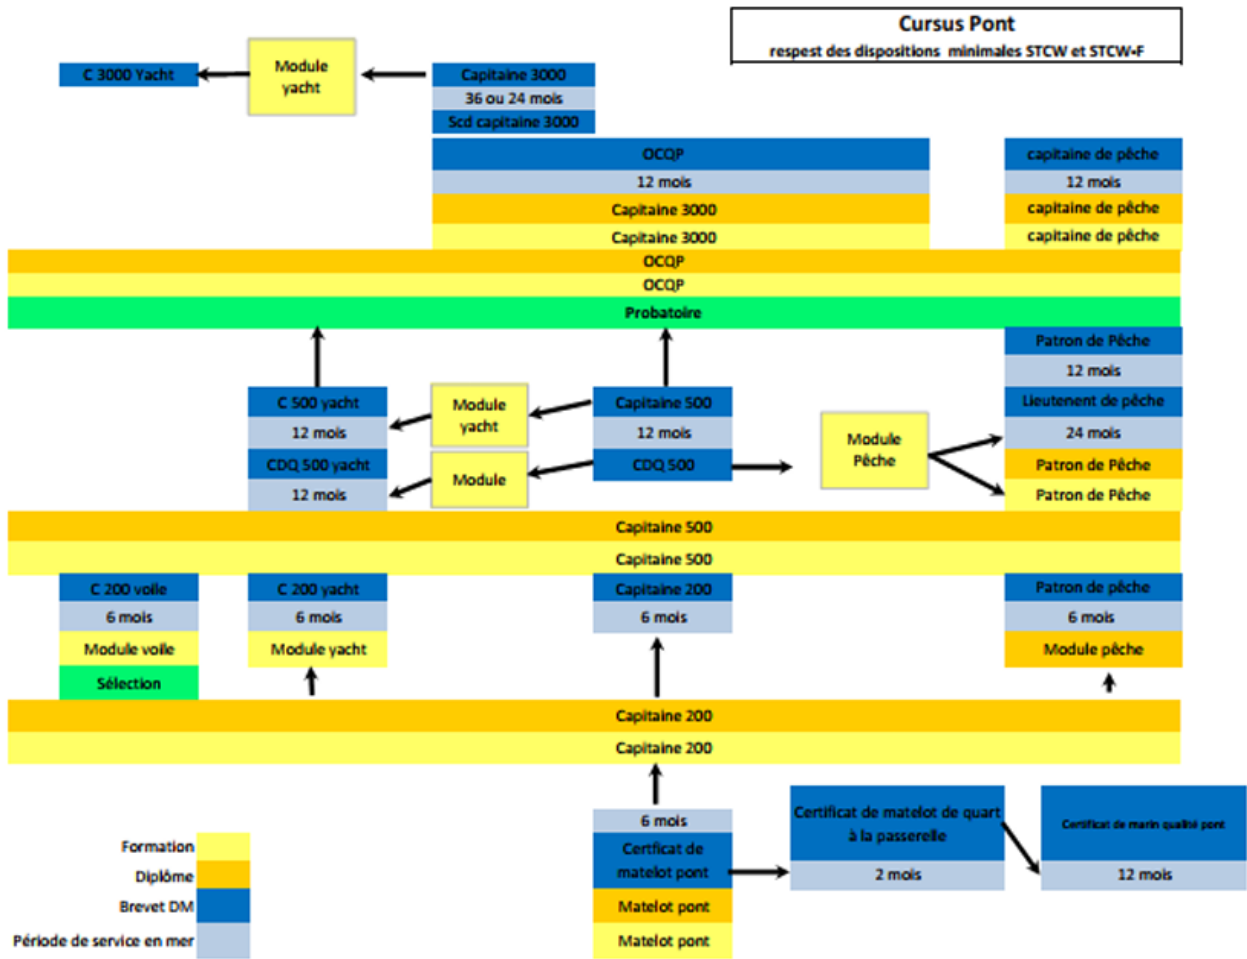 Cursus Pont
respest des dispositions minimales STCW et STCW-F
C 3000 Yacht
Module
yacht
Capitaine 3000
36 ou 24 mois
Scd capitaine 3000
OCQP
12 mois
Capitaine 3000
Capitaine 3000
capitaine de pêche
12 mois
capitaine de pêche
capitaine de pêche
OCQP
OCQP
Probatoire
C 500 yacht
12 mois
CDQ 500 yacht
12 mois
Module
yacht
Module
Capitaine 500
12 mois
CDQ 500
Module
Pêche
Patron de Pêche
12 mois
Lieutenent de pêche
24 mois
Patron de Pêche
Patron de Pêche
Capitaine 500
Capitaine 500
C 200 voile
6 mois
Module voile
Sélection
C 200 yacht
6 mois
Module yacht
Capitaine 200
6 mois
Patron de pêche
6 mois
Module pêche
Capitaine 200
Capitaine 200
6 mois
Certficat de
matelot pont
Matelot pont
Matelot pont
Certificat de matelot de quart
à la passerelle
2 mois
Certificat de marin qualité pont
12 mois
Formation
Diplôme
Brevet DM
Période de service en mer